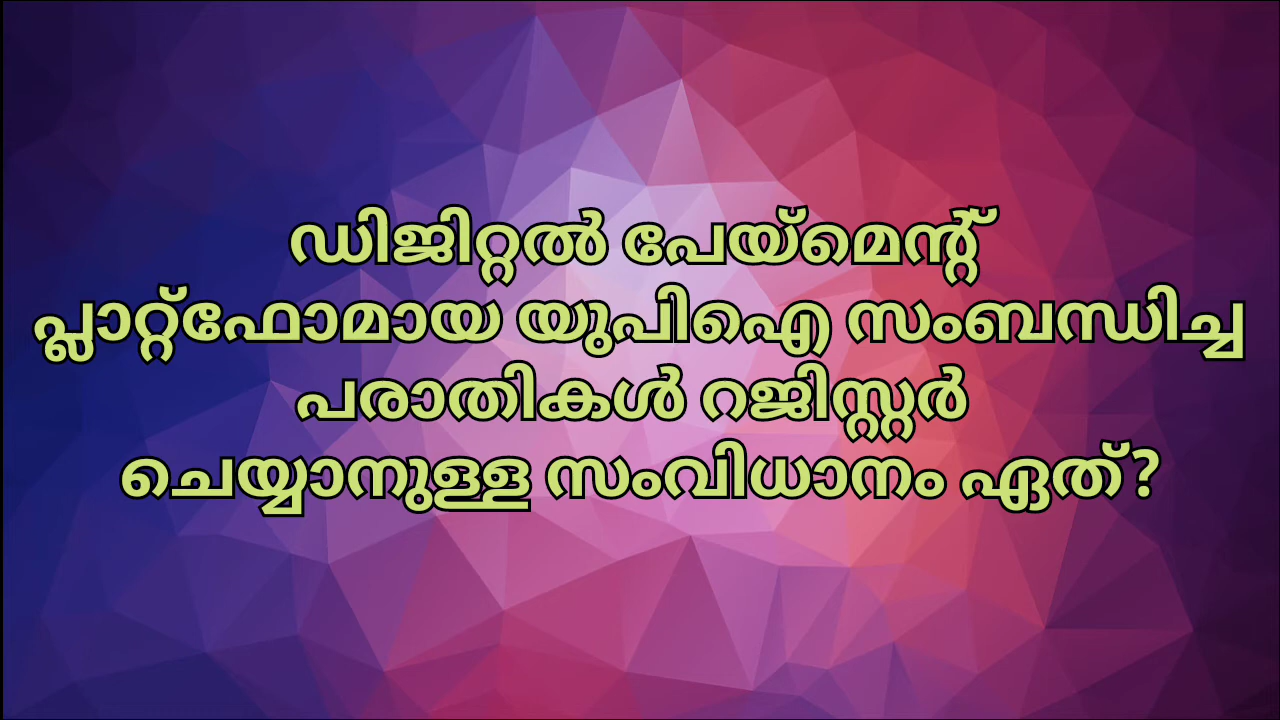 ഡിജിറ്റൽ പേയ്മെന്റ്
പ്ലാറ്റ്ഫോമായ യുപിഐ സംബന്ധിച്ച
പരാതികൾ റജിസ്റ്റർ
ചെയ്യാനുള്ള സംവിധാനം ഏത്?